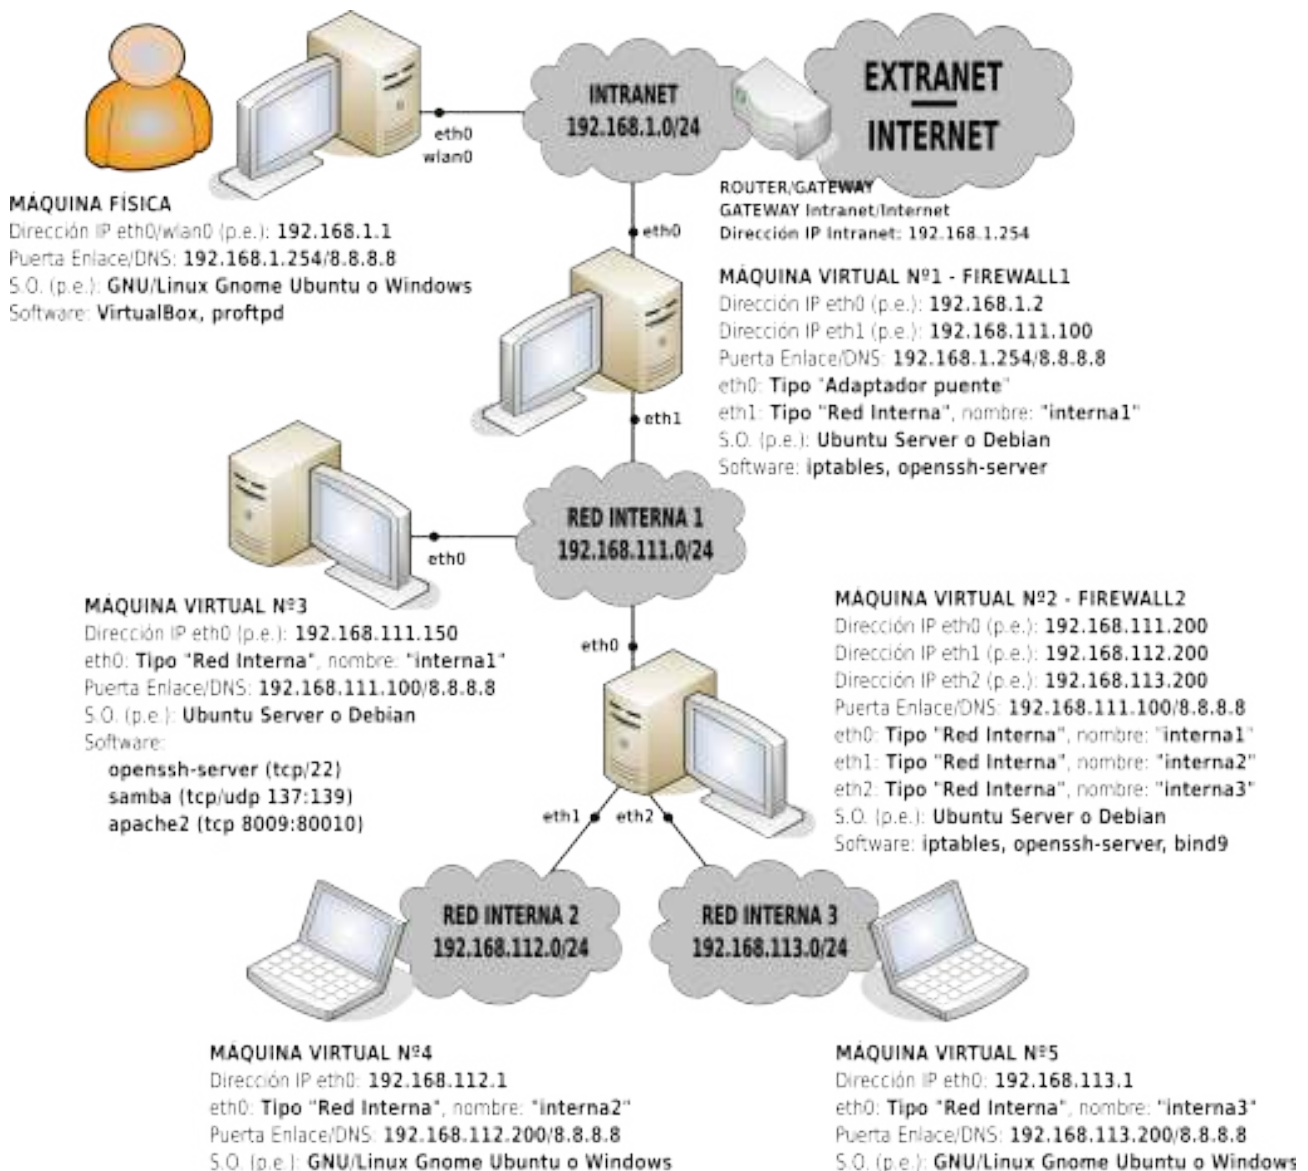 EXTRANET
INTERNET
INTRANET
192.168.1.0/24
eth0
wlan0
MÁQUINA FÍSICA
Dirección IP eth0/wlan0 (p.e.): 192.168.1.1
Puerta Enlace/DNS: 192.168.1.254/8.8.8.8
S.O. (p.e.): GNU/Linux Gnome Ubuntu o Windows
Software: VirtualBox, proftpd
ROUTER/GATEWAY
GATEWAY Intranet/Internet
Dirección IP Intranet: 192.168.1.254
eth0
MÁQUINA VIRTUAL Nº1 - FIREWALL1
Dirección IP eth0 (p.e.): 192.168.1.2
Dirección IP eth1 (p.e.): 192.168.111.100
Puerta Enlace/DNS: 192.168.1.254/8.8.8.8
eth0: Tipo "Adaptador puente"
eth1: Tipo "Red Interna", nombre: "interna1"
S.O. (p.e.): Ubuntu Server o Debian
Software: iptables, openssh-server
eth1
RED INTERNA 1
192.168.111.0/24
eth0
MÁQUINA VIRTUAL Nº3
Dirección IP eth0 (p.e.): 192.168.111.150
eth0: Tipo "Red Interna", nombre: "interna1"
Puerta Enlace/DNS: 192.168.111.100/8.8.8.8
S.O. (p.e.): Ubuntu Server o Debian
Software:
openssh-server (tcp/22)
samba (tcp/udp 137:139)
apache2 (tcp 8009:80010)
eth0
MÁQUINA VIRTUAL Nº2 - FIREWALL2
Dirección IP eth0 (p.e.): 192.168.111.200
Dirección IP eth1 (p.e.): 192.168.112.200
Dirección IP eth2 (p.e.): 192.168.113.200
Puerta Enlace/DNS: 192.168.111.100/8.8.8.8
eth0: Tipo "Red Interna", nombre: "interna1"
eth1: Tipo "Red Interna", nombre: "interna2"
eth2: Tipo "Red Interna", nombre: "interna3"
S.O. (p.e.): Ubuntu Server o Debian
Software: iptables, openssh-server, bind9
eth1
eth2
RED INTERNA 2
192.168.112.0/24
RED INTERNA 3
192.168.113.0/24
MÁQUINA VIRTUAL Nº4
Dirección IP eth0: 192.168.112.1
eth0: Tipo "Red Interna", nombre: "interna2"
Puerta Enlace/DNS: 192.168.112.200/8.8.8.8
S.O. (p.e.): GNU/Linux Gnome Ubuntu o Windows
MÁQUINA VIRTUAL Nº5
Dirección IP eth0: 192.168.113.1
eth0: Tipo "Red Interna", nombre: "interna3"
Puerta Enlace/DNS: 192.168.113.200/8.8.8.8
S.O. (p.e.): GNU/Linux Gnome Ubuntu o Windows